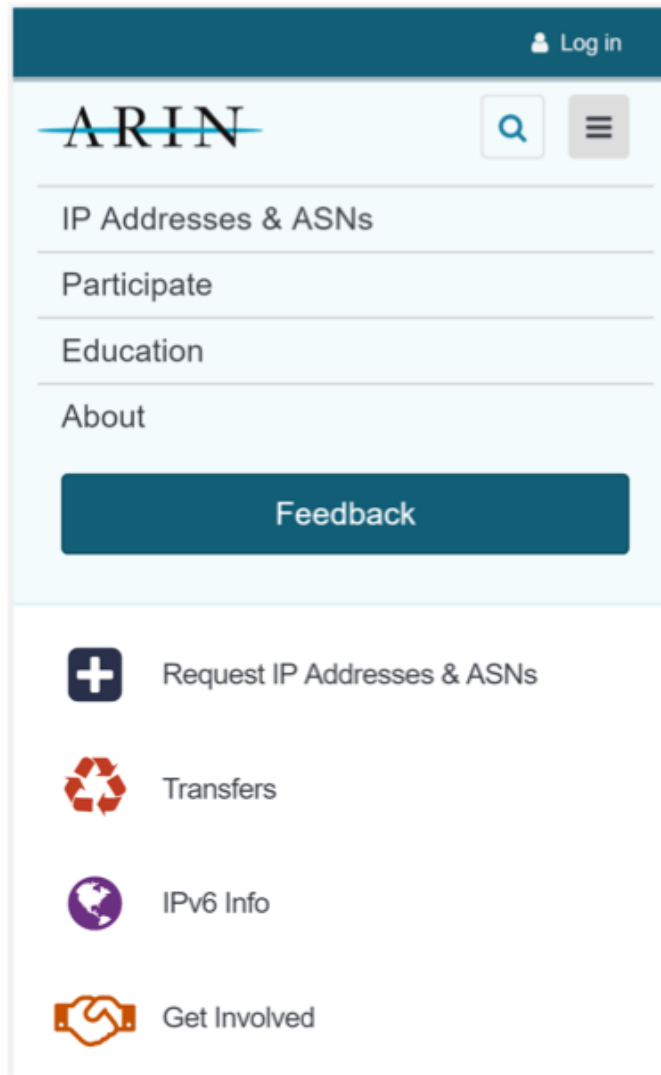 Log in
ARIN
IP Addresses & ASNs
Participate
Education
About
Feedback
Request IP Addresses & ASNs
Transfers
IPv6 Info
Get Involved